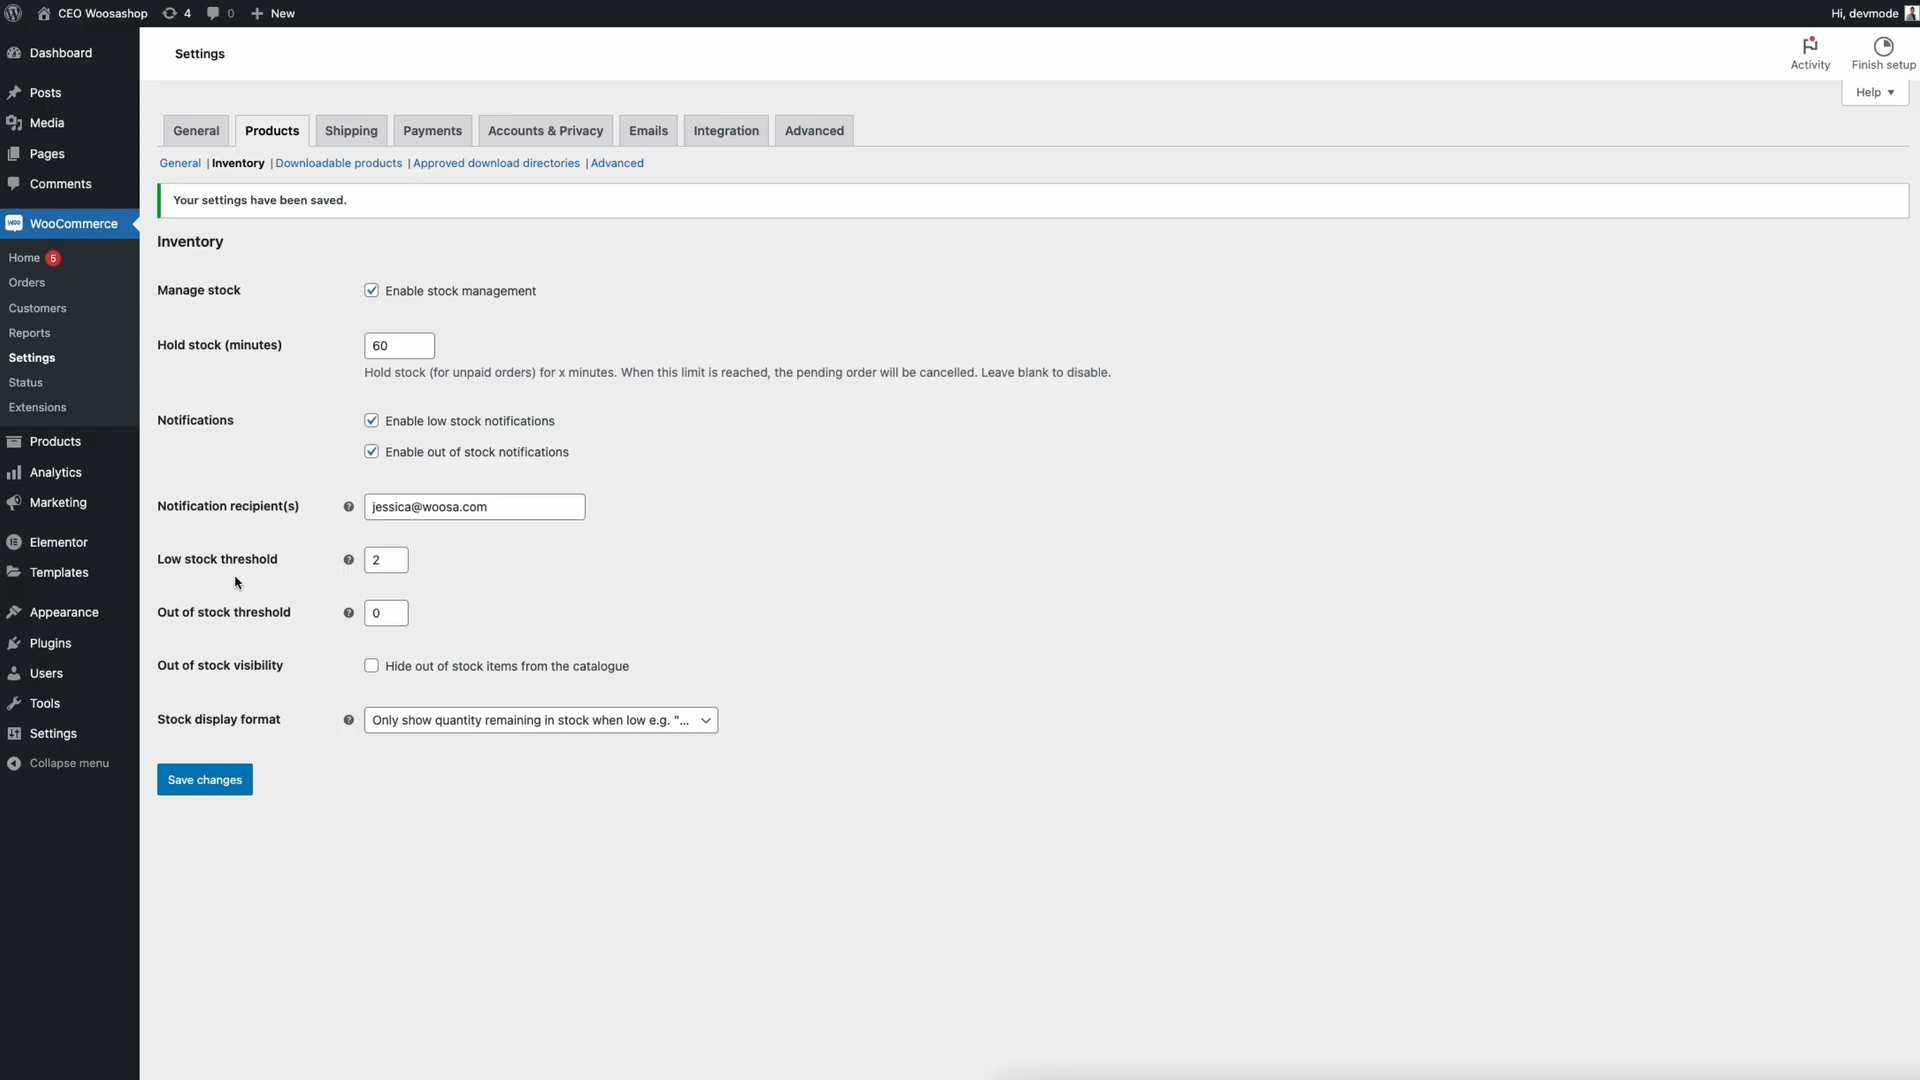 CEO Woosashop 4 0 New Hi, devmode
Dashboard
Posts
Media
Pages
Comments
woo WooCommerce
Home 5
Orders
Customers
Reports
Settings
Status
Extensions
Products
Analytics
Marketing
Elementor
Templates
Appearance
Plugins
Users
Tools
Settings
Collapse menu
Settings
Activity
Finish setup
Help
General Products Shipping Payments Accounts & Privacy Emails Integration Advanced
General | Inventory | Downloadable products | Approved download directories | Advanced
Your settings have been saved.
Inventory
Manage stock Enable stock management
Hold stock (minutes) 60
Hold stock (for unpaid orders) for x minutes. When this limit is reached, the pending order will be cancelled. Leave blank to disable.
Notifications Enable low stock notifications
Enable out of stock notifications
Notification recipient(s) ? jessica@woosa.com
Low stock threshold ? 2
Out of stock threshold ? 0
Out of stock visibility Hide out of stock items from the catalogue
Stock display format ? Only show quantity remaining in stock when low e.g. "...
Save changes